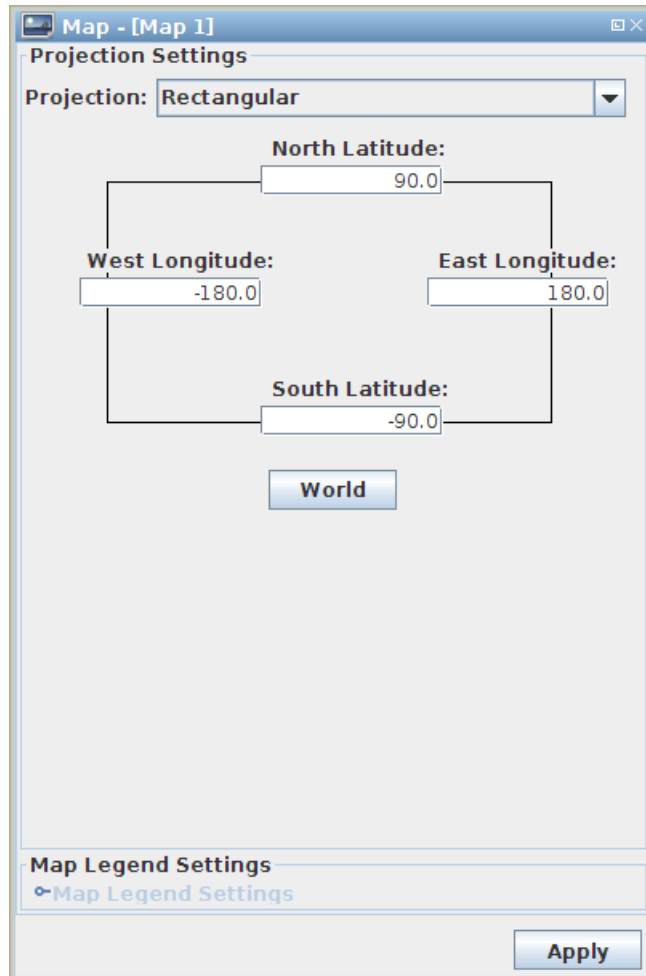 Map - [Map 1]
Projection Settings
Projection: Rectangular
North Latitude:
90.0
West Longitude: East Longitude:
-180.0 180.0
South Latitude:
-90.0
World
Map Legend Settings
Map Legend Settings
Apply